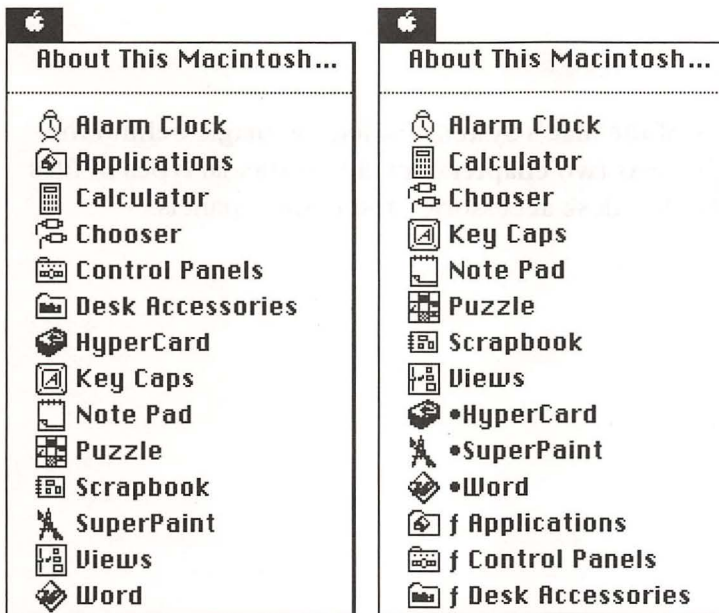 About This Macintosh...
Alarm Clock
Applications
Calculator
Chooser
Control Panels
Desk Accessories
HyperCard
Key Caps
Note Pad
Puzzle
Scrapbook
SuperPaint
Views
Word
About This Macintosh...
Alarm Clock
Calculator
Chooser
Key Caps
Note Pad
Puzzle
Scrapbook
Views
•HyperCard
•SuperPaint
•Word
ƒ Applications
ƒ Control Panels
ƒ Desk Accessories